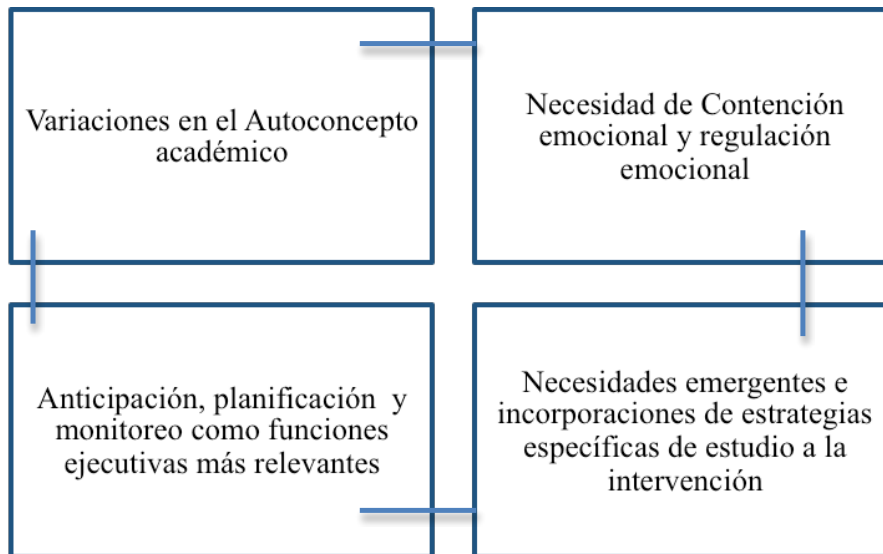 Variaciones en el Autoconcepto
académico
Necesidad de Contención
emocional y regulación
emocional
Anticipación, planificación y
monitoreo como funciones
ejecutivas más relevantes
Necesidades emergentes e
incorporaciones de estrategias
específicas de estudio a la
intervención